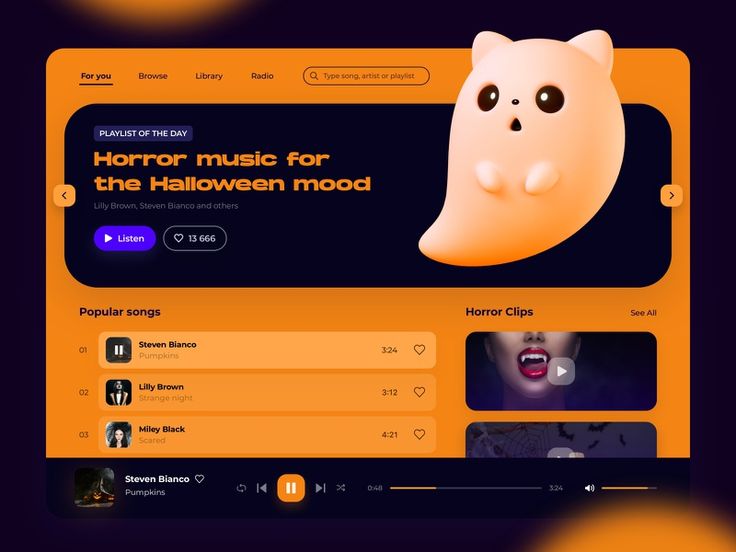 For you
Browse
Library
Radio
Type song, artist or playlist
PLAYLIST OF THE DAY
Horror music for
the Halloween mood
Lilly Brown, Steven Bianco and others
Listen
13 666
Popular songs
01
Steven Bianco
Pumpkins
3:24
02
Lilly Brown
Strange night
3:12
03
Miley Black
Scared
4:21
Horror Clips
See All
Steven Bianco
Pumpkins
0:48
3:24